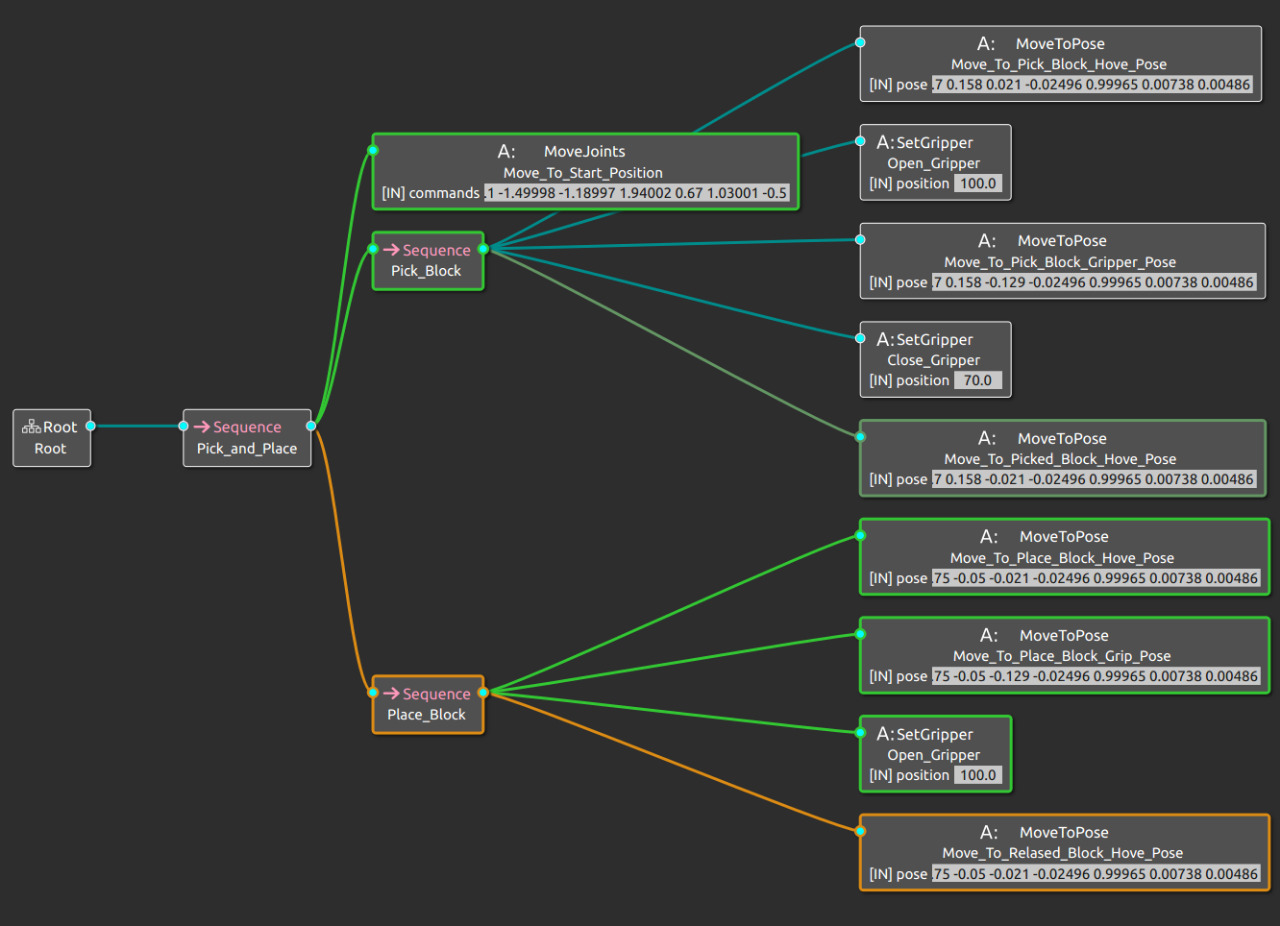 Root
Root
Sequence
Pick_and_Place
A: MoveJoints
Move_To_Start_Position
[IN] commands .1 -1.49998 -1.18997 1.94002 0.67 1.03001 -0.5
Sequence
Pick_Block
Sequence
Place_Block
A: MoveToPose
Move_To_Pick_Block_Hove_Pose
[IN] pose .7 0.158 0.021 -0.02496 0.99965 0.00738 0.00486
A: SetGripper
Open_Gripper
[IN] position 100.0
A: MoveToPose
Move_To_Pick_Block_Gripper_Pose
[IN] pose .7 0.158 -0.129 -0.02496 0.99965 0.00738 0.00486
A: SetGripper
Close_Gripper
[IN] position 70.0
A: MoveToPose
Move_To_Picked_Block_Hove_Pose
[IN] pose .7 0.158 -0.021 -0.02496 0.99965 0.00738 0.00486
A: MoveToPose
Move_To_Place_Block_Hove_Pose
[IN] pose 75 -0.05 -0.021 -0.02496 0.99965 0.00738 0.00486
A: MoveToPose
Move_To_Place_Block_Grip_Pose
[IN] pose 75 -0.05 -0.129 -0.02496 0.99965 0.00738 0.00486
A: SetGripper
Open_Gripper
[IN] position 100.0
A: MoveToPose
Move_To_Relased_Block_Hove_Pose
[IN] pose 75 -0.05 -0.021 -0.02496 0.99965 0.00738 0.00486